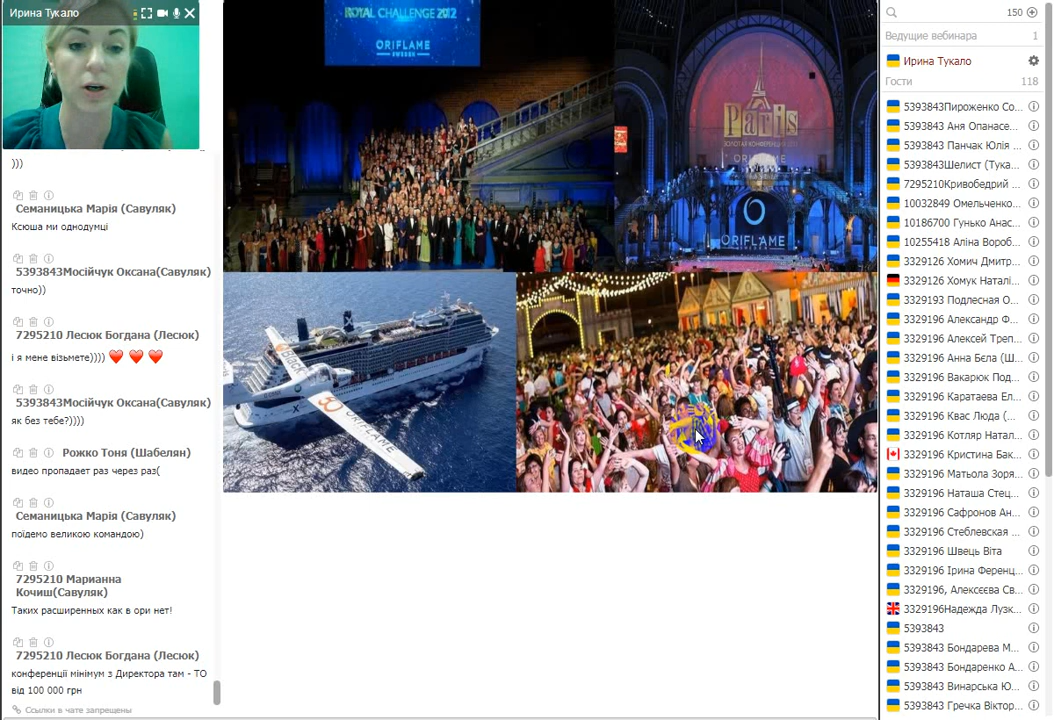 Ирина Тукало
)))
Семаницька Марія (Савуляк)
Ксюша ми однодумці
5393843Мосійчук Оксана(Савуляк)
точно))
7295210 Лесюк Богдана (Лесюк)
і я мене візьмете))))
5393843Мосійчук Оксана(Савуляк)
як без тебе?))))
Рожко Тоня (Шабелян)
видео пропадает раз через раз(
Семаницька Марія (Савуляк)
поїдемо великою командою)
7295210 Марианна
Кочиш(Савуляк)
Таких расширенных как в ори нет!
7295210 Лесюк Богдана (Лесюк)
конференції мінімум з Директора там - ТО
від 100 000 грн
Ссылки в чате запрещены
ROYAL CHALLENGE 2012
ORIFLAME
SWEDEN
Paris
ЗОЛОТАЯ КОНФЕРЕНЦИЯ
ORIFLAME
ORIFLAME
ORIFLAME
150
Ведущие вебинара 1
Ирина Тукало
Гости 118
5393843Пироженко Со...
5393843 Аня Опанасе...
5393843 Панчак Юлія ...
5393843Шелист (Тука...
7295210Кривобедрий ...
10032849 Омельченко...
10186700 Гунько Анас...
10255418 Аліна Вороб...
3329126 Хомич Дмитр...
3329126 Хомук Наталі...
3329193 Подлесная О...
3329196 Александр Ф...
3329196 Алексей Треп...
3329196 Анна Бєла (Ш...
3329196 Вакарюк Под...
3329196 Каратаева Ел...
3329196 Квас Люда (...
3329196 Котляр Натал...
3329196 Кристина Бак...
3329196 Матьола Зоря...
3329196 Наташа Стец...
3329196 Сафронов Ан...
3329196 Стеблевская ...
3329196 Швець Віта
3329196 Ірина Ференц...
3329196, Алексєєва Св...
3329196Надежда Лузк...
5393843
5393843 Бондарева М...
5393843 Бондаренко А...
5393843 Винарська Ю...
5393843 Гречка Віктор...